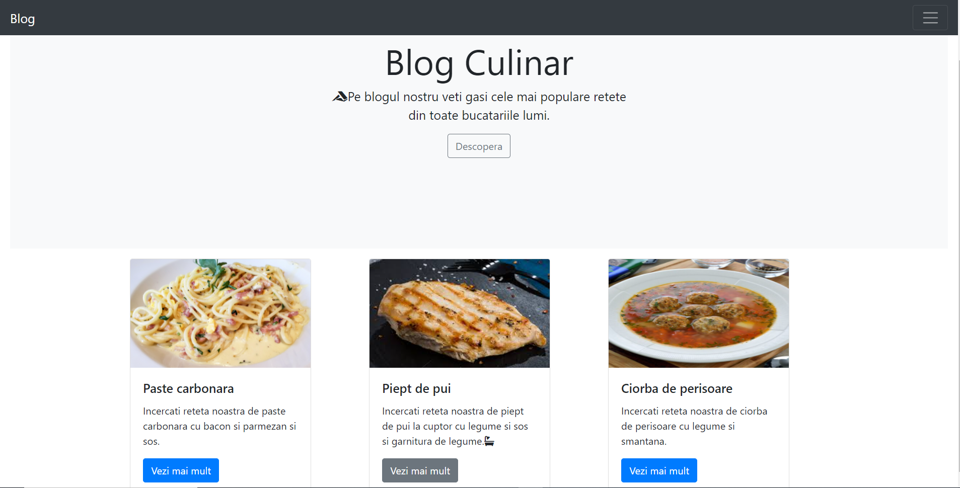 Blog
Blog Culinar
Pe blogul nostru veti gasi cele mai populare retete
din toate bucatariile lumi.
Descopera
Paste carbonara
Incercati reteta noastra de paste
carbonara cu bacon si parmezan si
sos.
Vezi mai mult
Piept de pui
Incercati reteta noastra de piept
de pui la cuptor cu legume si sos
si garnitura de legume.
Vezi mai mult
Ciorba de perisoare
Incercati reteta noastra de ciorba
de perisoare cu legume si
smantana.
Vezi mai mult